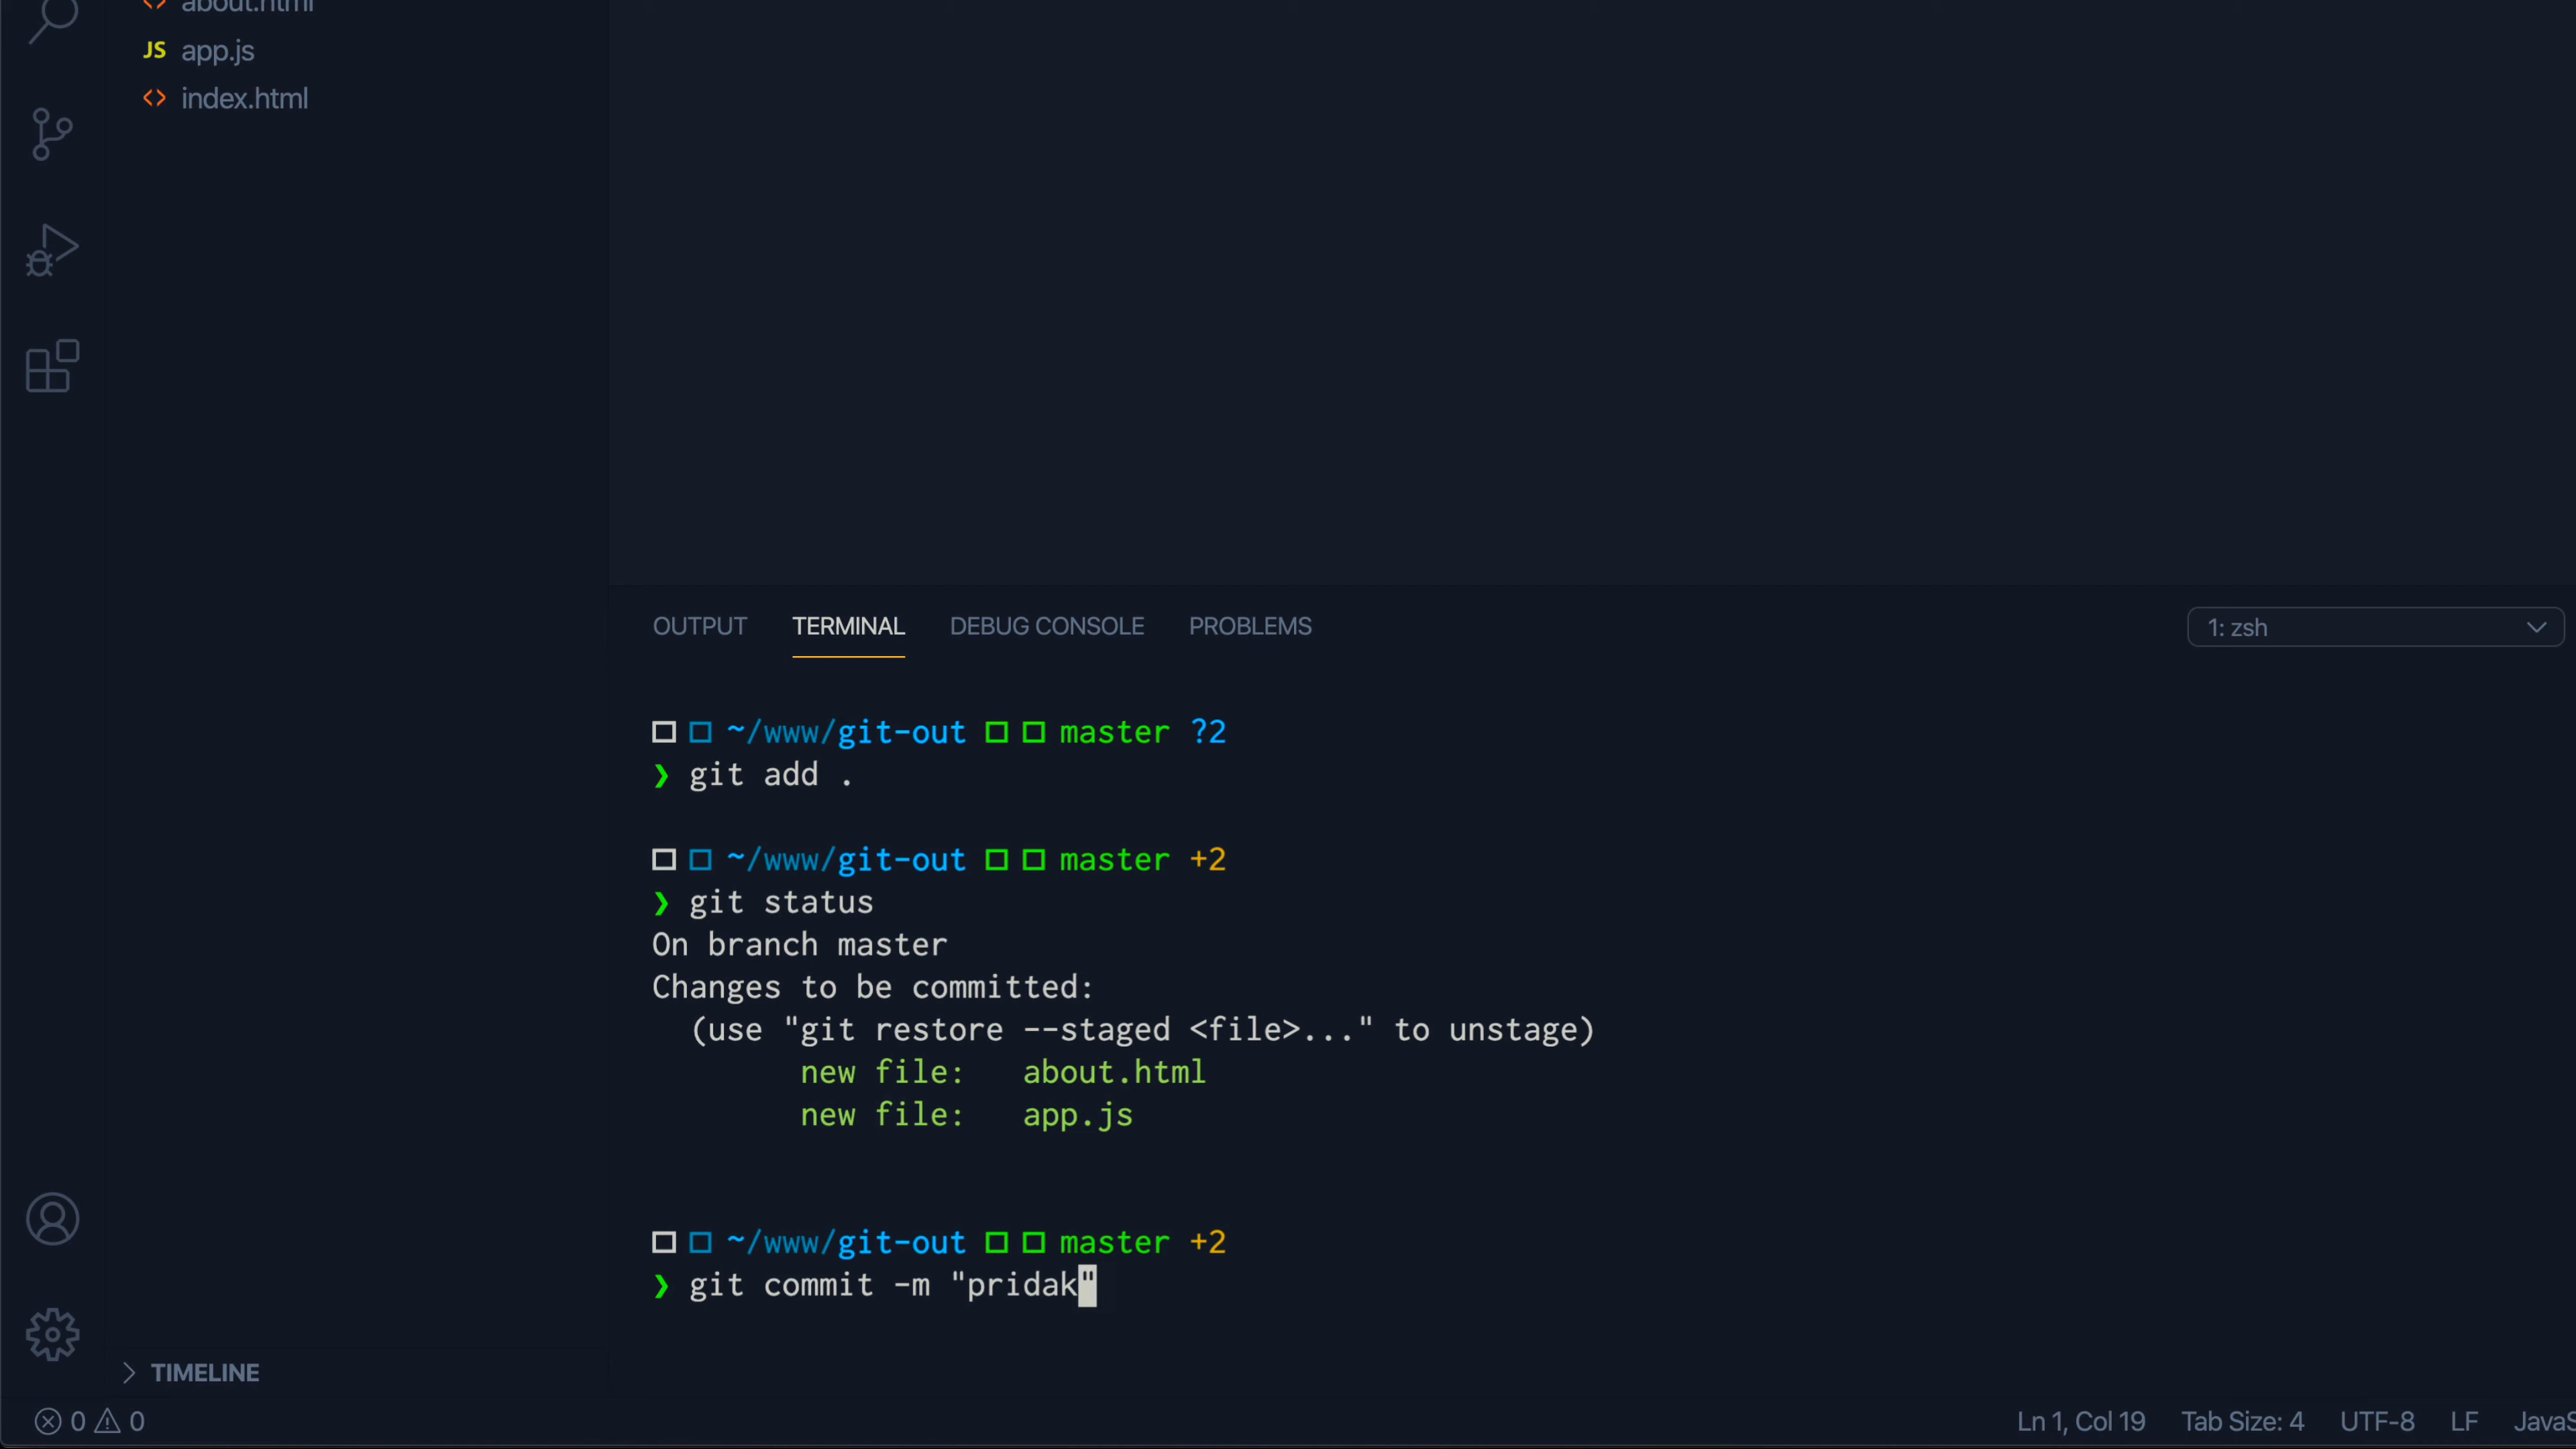 about.html
JS app.js
<> index.html
OUTPUT TERMINAL DEBUG CONSOLE PROBLEMS
1: zsh
~/www/git-out master ?2
❯ git add .
~/www/git-out master +2
❯ git status
On branch master
Changes to be committed:
(use "git restore --staged <file>..." to unstage)
new file: about.html
new file: app.js
~/www/git-out master +2
❯ git commit -m "pridak"
TIMELINE
0 0
Ln 1, Col 19 Tab Size: 4 UTF-8 LF JavaS